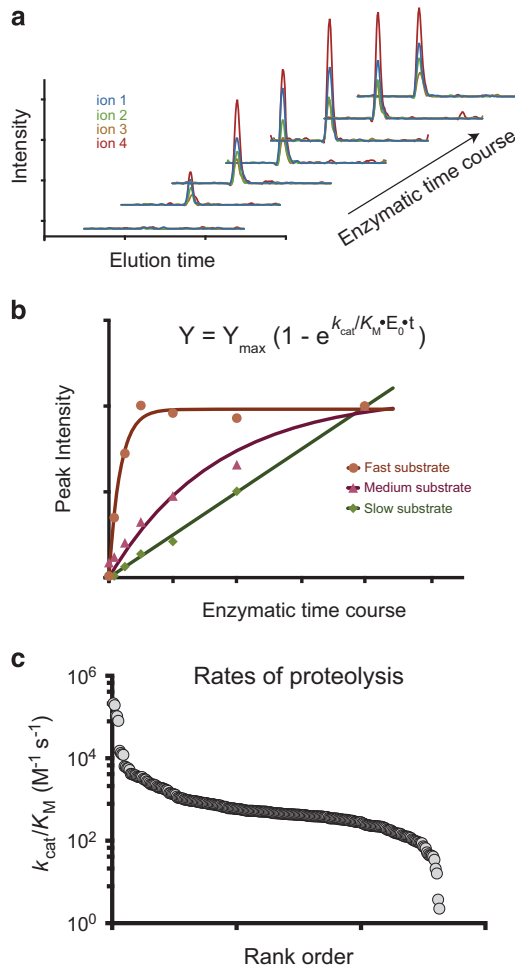 a
Intensity
ion 1
ion 2
ion 3
ion 4
Elution time
Enzymatic time course
b
Y = Ymax (1 - e^kcat/KM•E0•t)
Peak Intensity
Fast substrate
Medium substrate
Slow substrate
Enzymatic time course
c
Rates of proteolysis
kcat/KM (M^-1 s^-1)
10^6
10^4
10^2
10^0
Rank order